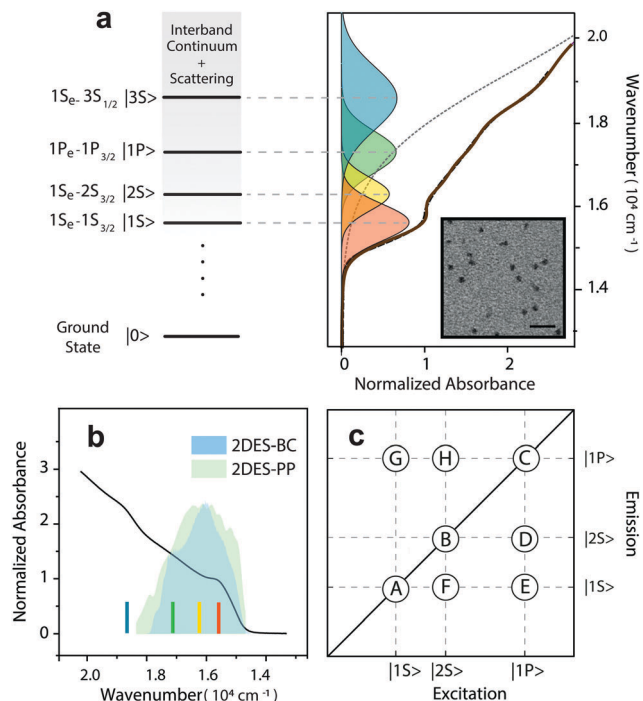 a
Interband
Continuum
+
Scattering
1Se- 3S1/2 |3S>
1Pe-1P3/2 |1P>
1Se-2S3/2 |2S>
1Se-1S3/2 |1S>
Ground
State
|0>
2.0
1.8
1.6
1.4
Wavenumber(10⁴ cm⁻¹)
0
1
2
Normalized Absorbance
b
2DES-BC
2DES-PP
3
2
1
0
Normalized Absorbance
2.0
1.8
1.6
1.4
Wavenumber(10⁴ cm⁻¹)
c
G
H
C
B
D
A
F
E
|1P>
|2S>
|1S>
Emission
|1S>
|2S>
|1P>
Excitation